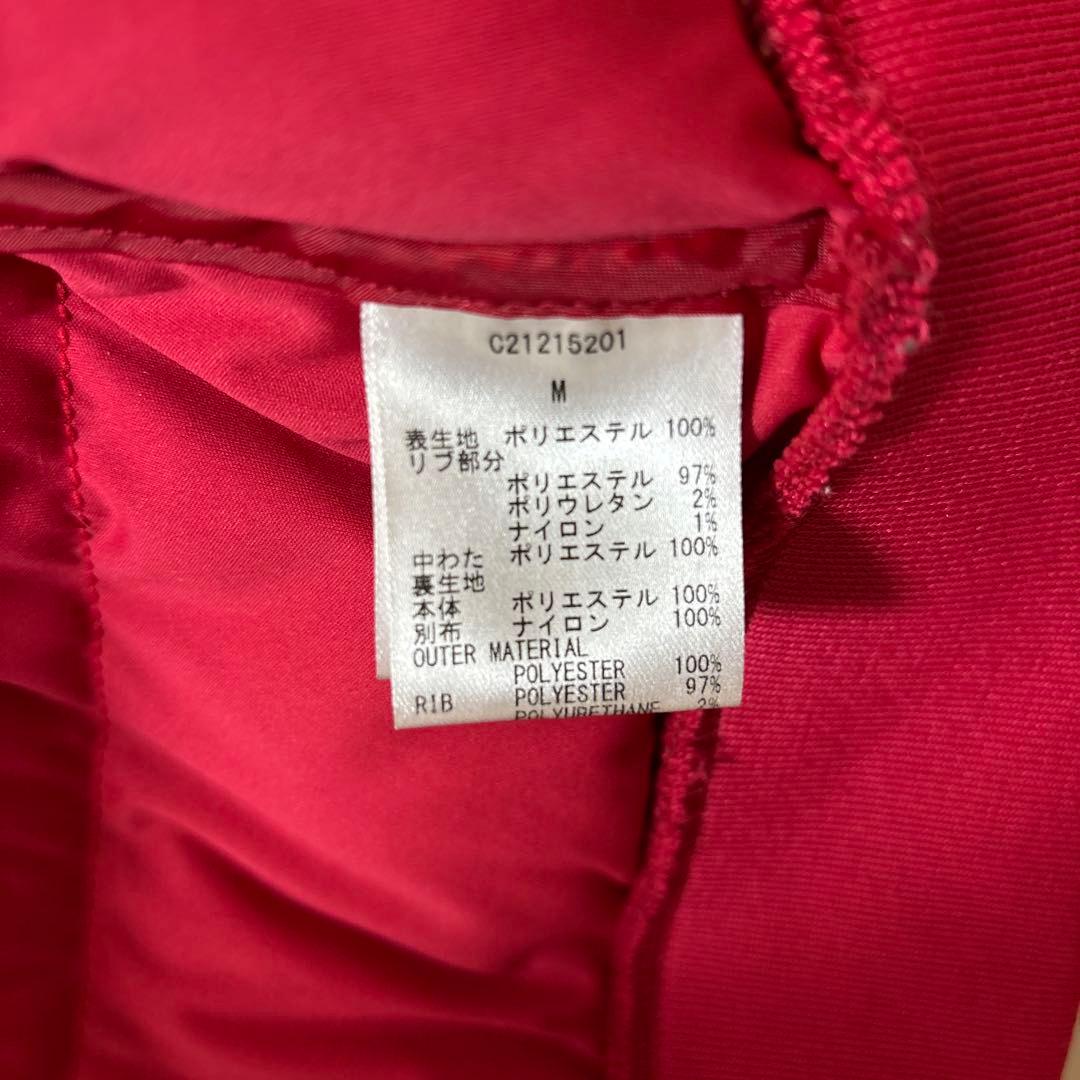 C21215201
M
表生地 ポリエステル 100%
リブ部分
ポリエステル 97%
ポリウレタン 2%
ナイロン 1%
中わた ポリエステル 100%
裏生地
本体 ポリエステル 100%
別布 ナイロン 100%
OUTER MATERIAL
POLYESTER 100%
RIB POLYESTER 97%
POLYURETHANE 2%